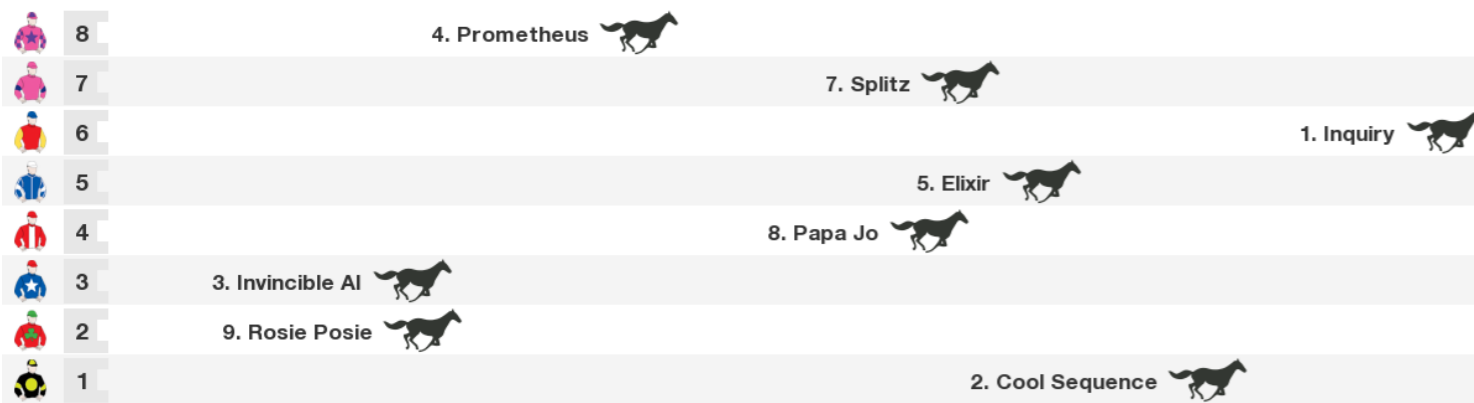 8 4. Prometheus
7 7. Splitz
6 1. Inquiry
5 5. Elixir
4 8. Papa Jo
3 3. Invincible Al
2 9. Rosie Posie
1 2. Cool Sequence